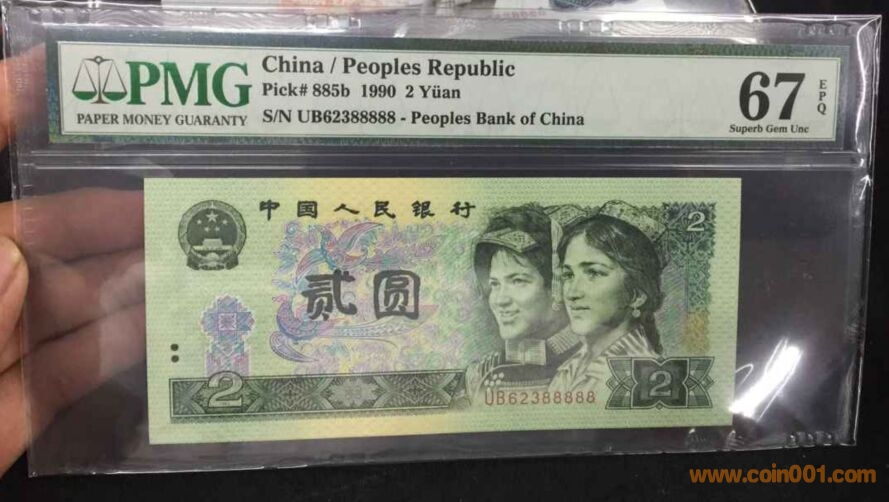 PMG
PAPER MONEY GUARANTY
China / Peoples Republic
Pick# 885b 1990 2 Yüan
S/N UB62388888 - Peoples Bank of China
67
EPQ
Superb Gem Unc
中国人民银行
2
贰圆
2
UB62388888
2
www.coin001.com